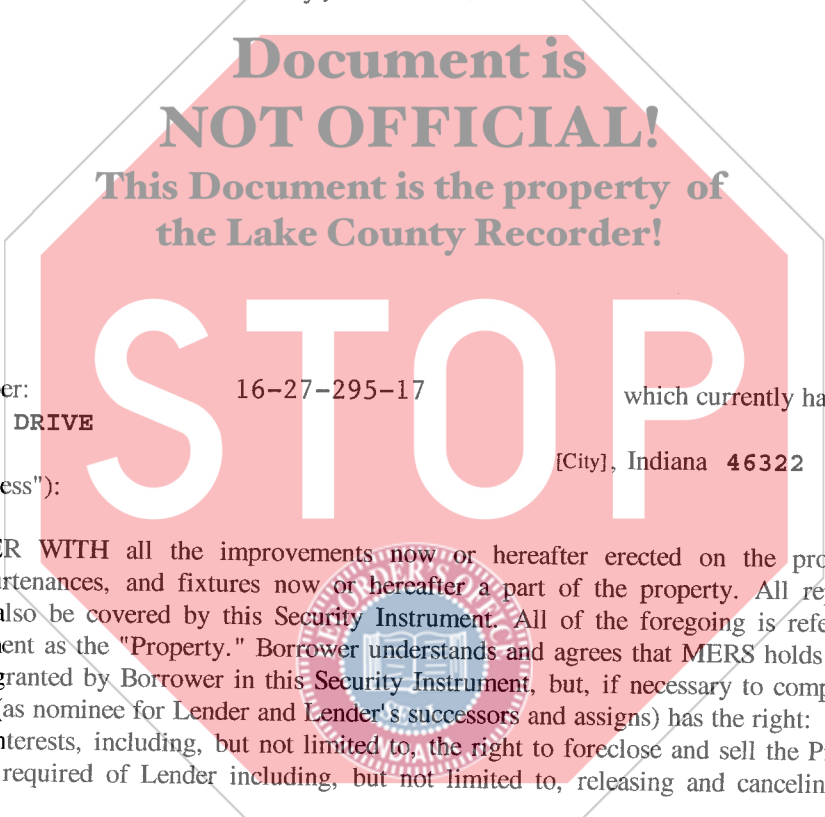 Document is
NOT OFFICIAL!
This Document is the property of
the Lake County Recorder!
STOP
er: 16-27-295-17 which currently ha
DRIVE
[City], Indiana 46322
ess"):
ER WITH all the improvements now or hereafter erected on the pro
rtenances, and fixtures now or hereafter a part of the property. All re
also be covered by this Security Instrument. All of the foregoing is refe
ent as the "Property." Borrower understands and agrees that MERS holds
granted by Borrower in this Security Instrument, but, if necessary to comp
(as nominee for Lender and Lender's successors and assigns) has the right:
nterests, including, but not limited to, the right to foreclose and sell the P
required of Lender including, but not limited to, releasing and cancelin
SEAL